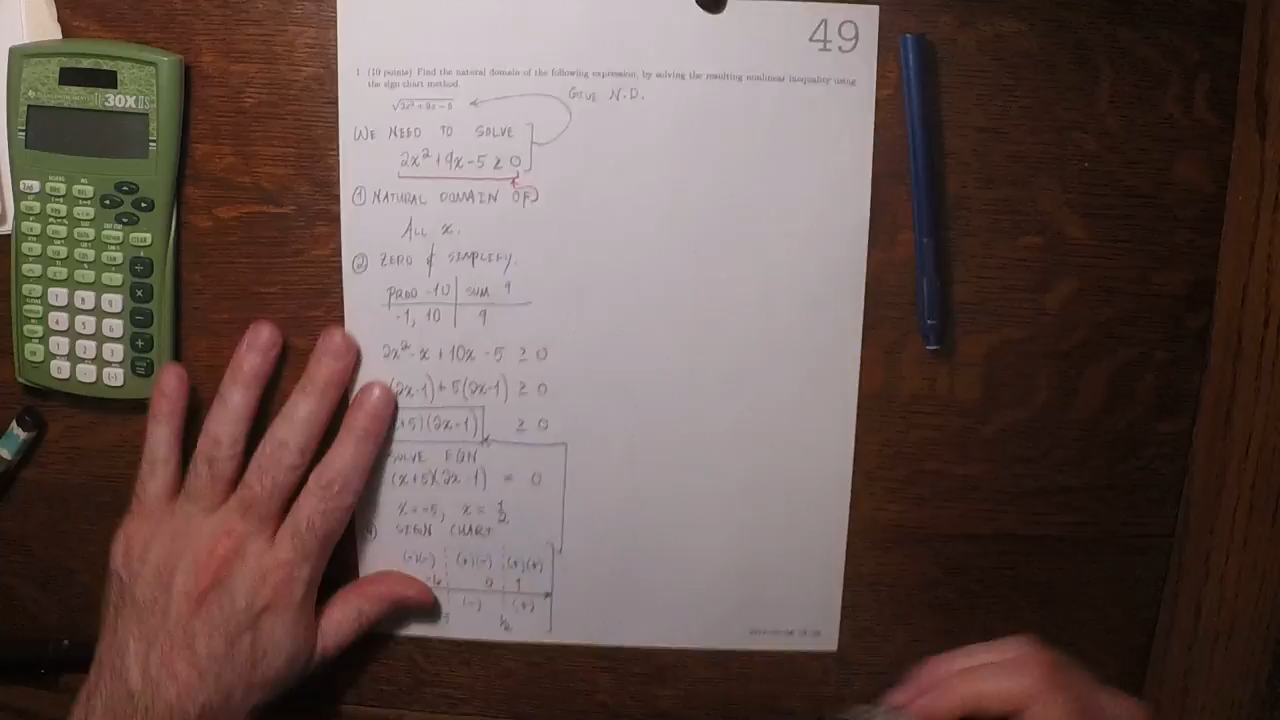 49
1. (10 points) Find the natural domain of the following expression, by solving the resulting nonlinear inequality using
the sign chart method.
GIVE N.D.
WE NEED TO SOLVE
2x² + 9x - 5 ≥ 0
① NATURAL DOMAIN OF
ALL x.
② ZERO & SIMPLIFY.
PROD -10 SUM 9
-1, 10 9
2x² - x + 10x - 5 ≥ 0
(2x-1) + 5(2x-1) ≥ 0
+5)(2x-1) ≥ 0
SOLVE EQN
(x+5)(2x-1) = 0
x = -5, x = 1/2
4) SIGN CHART
(-)(-) (+)(-) (+)(+)
-6 0 1
(-) (+)
1/2
TI-30X IIS